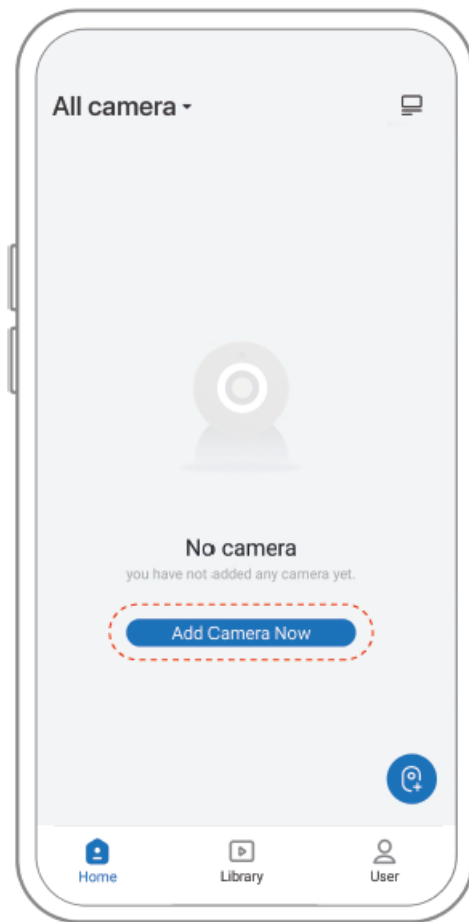 All camera
No camera
you have not added any camera yet.
Add Camera Now
Home
Library
User